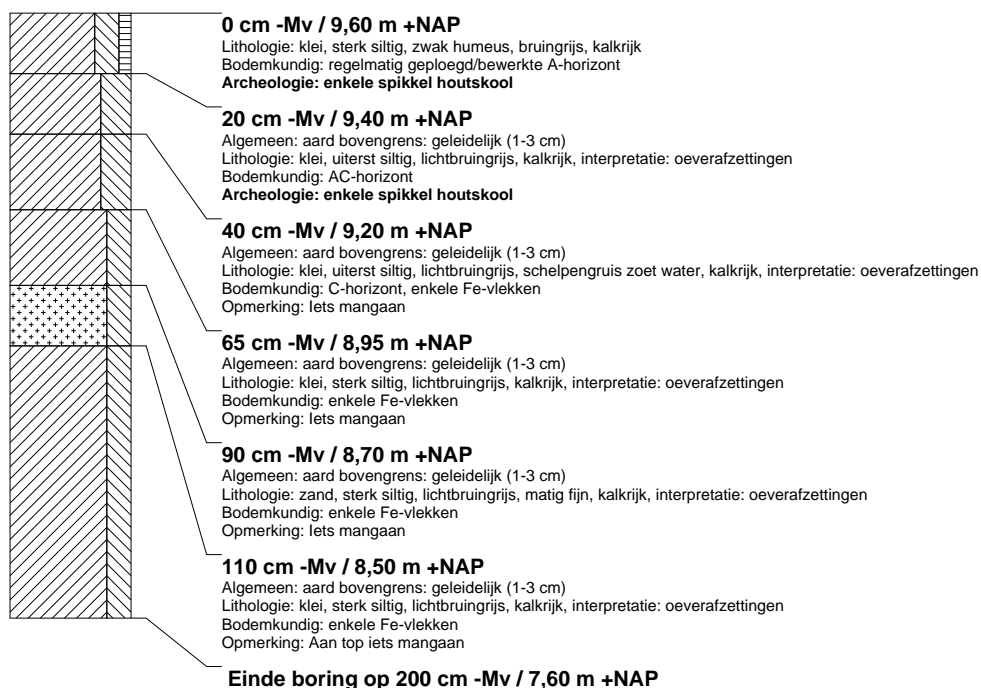 0 cm -Mv / 9,60 m +NAP
Lithologie: klei, sterk siltig, zwak humeus, bruingrijs, kalkrijk
Bodemkundig: regelmatig geploegd/bewerkte A-horizont
Archeologie: enkele spikkel houtskool
20 cm -Mv / 9,40 m +NAP
Algemeen: aard bovengrens: geleidelijk (1-3 cm)
Lithologie: klei, uiterst siltig, lichtbruingrijs, kalkrijk, interpretatie: oeverafzettingen
Bodemkundig: AC-horizont
Archeologie: enkele spikkel houtskool
40 cm -Mv / 9,20 m +NAP
Algemeen: aard bovengrens: geleidelijk (1-3 cm)
Lithologie: klei, uiterst siltig, lichtbruingrijs, schelpengruis zoet water, kalkrijk, interpretatie: oeverafzettingen
Bodemkundig: C-horizont, enkele Fe-vlekken
Opmerking: Iets mangaan
65 cm -Mv / 8,95 m +NAP
Algemeen: aard bovengrens: geleidelijk (1-3 cm)
Lithologie: klei, sterk siltig, lichtbruingrijs, kalkrijk, interpretatie: oeverafzettingen
Bodemkundig: enkele Fe-vlekken
Opmerking: Iets mangaan
90 cm -Mv / 8,70 m +NAP
Algemeen: aard bovengrens: geleidelijk (1-3 cm)
Lithologie: zand, sterk siltig, lichtbruingrijs, matig fijn, kalkrijk, interpretatie: oeverafzettingen
Bodemkundig: enkele Fe-vlekken
Opmerking: Iets mangaan
110 cm -Mv / 8,50 m +NAP
Algemeen: aard bovengrens: geleidelijk (1-3 cm)
Lithologie: klei, sterk siltig, lichtbruingrijs, kalkrijk, interpretatie: oeverafzettingen
Bodemkundig: enkele Fe-vlekken
Opmerking: Aan top iets mangaan
Einde boring op 200 cm -Mv / 7,60 m +NAP